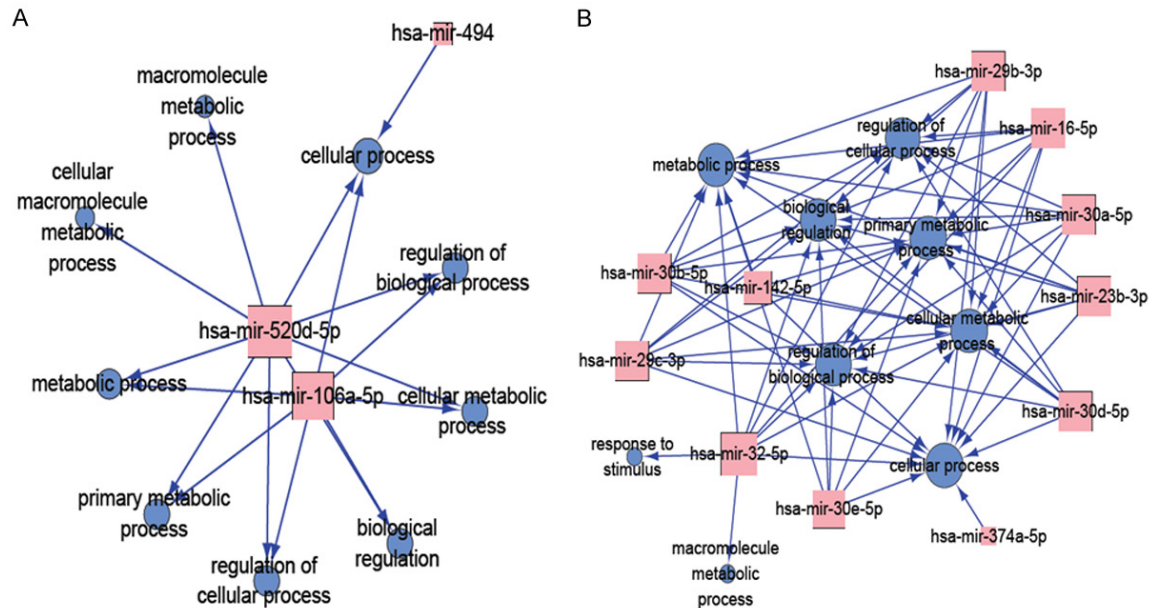 A
hsa-mir-494
macromolecule
metabolic
process
cellular process
cellular
macromolecule
metabolic
process
regulation of
biological process
hsa-mir-520d-5p
metabolic process
hsa-mir-106a-5p
cellular metabolic
process
primary metabolic
process
biological
regulation
regulation of
cellular process
B
hsa-mir-29b-3p
hsa-mir-16-5p
regulation of
cellular process
metabolic process
biological
regulation
primary metabolic
process
hsa-mir-30a-5p
hsa-mir-30b-5p
hsa-mir-142-5p
hsa-mir-23b-3p
cellular metabolic
process
hsa-mir-29c-3p
regulation of
biological process
hsa-mir-30d-5p
response to
stimulus
hsa-mir-32-5p
cellular process
hsa-mir-30e-5p
hsa-mir-374a-5p
macromolecule
metabolic
process